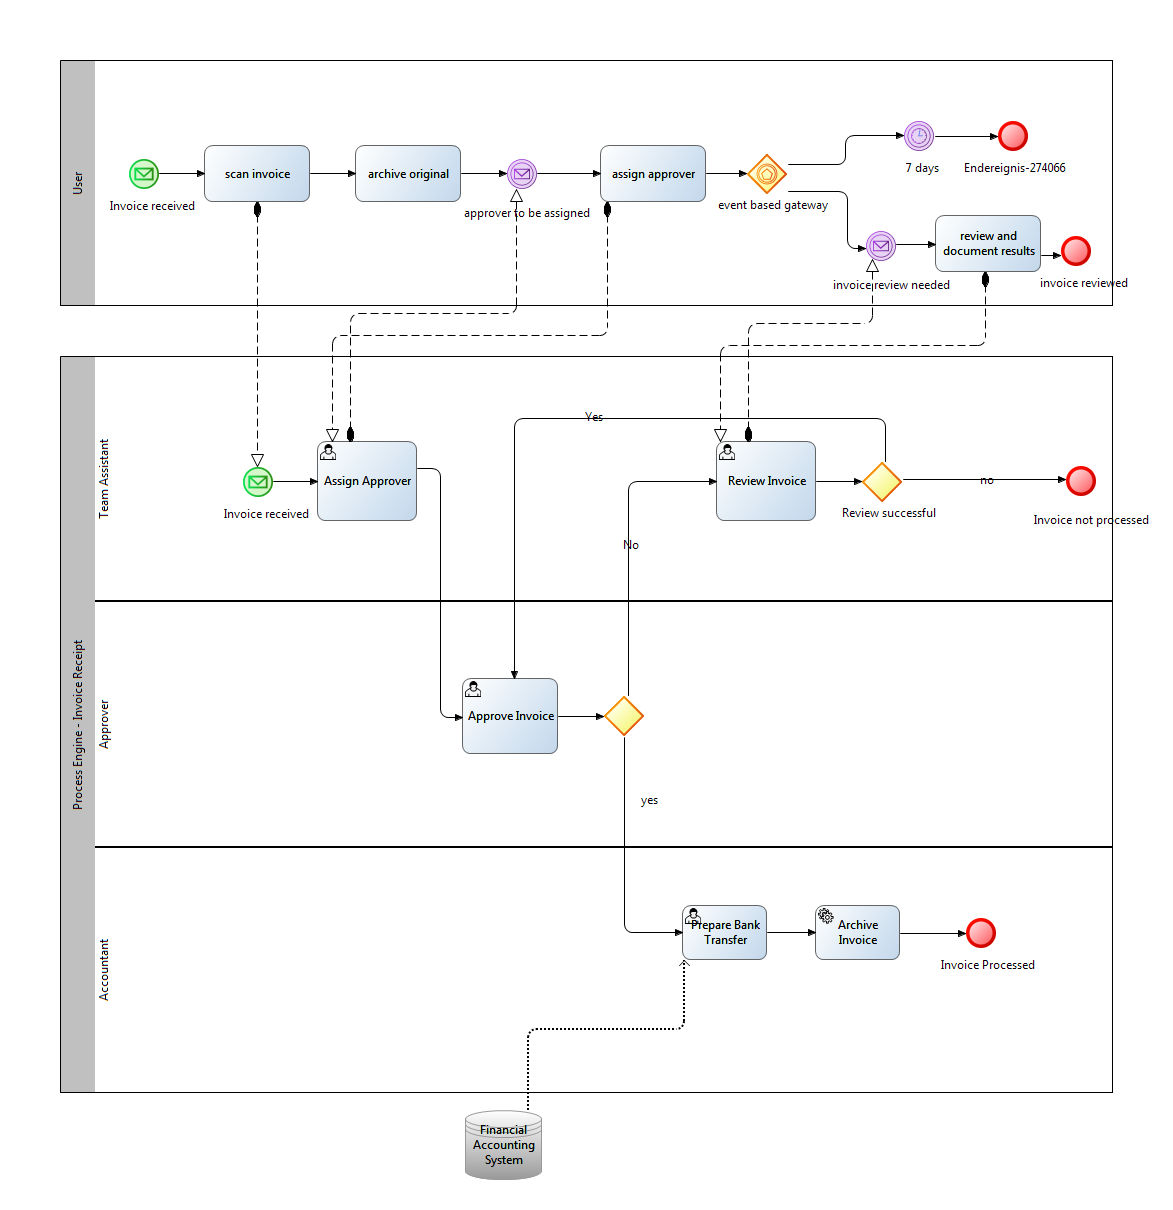 User
Invoice received
scan invoice
archive original
approver to be assigned
assign approver
event based gateway
7 days
Endereignis-274066
invoice review needed
review and
document results
invoice reviewed
Process Engine - Invoice Receipt
Team Assistant
Invoice received
Assign Approver
Yes
No
Review Invoice
Review successful
no
Invoice not processed
Approver
Approve Invoice
yes
Accountant
Prepare Bank
Transfer
Archive
Invoice
Invoice Processed
Financial
Accounting
System